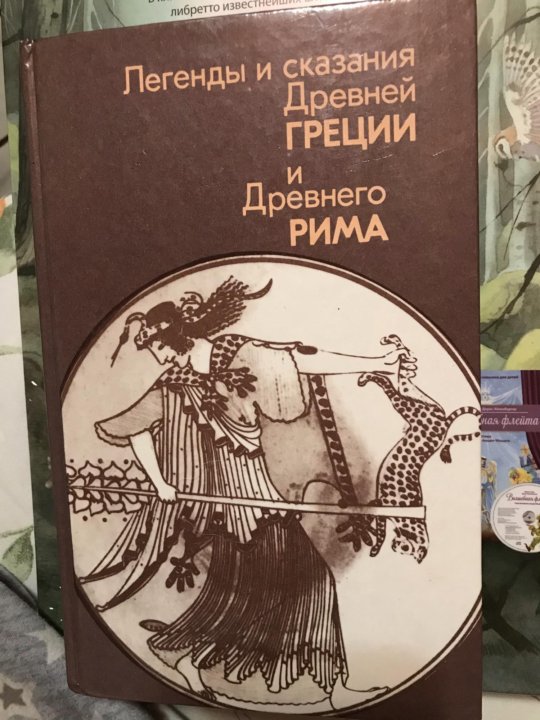 либретто известнейших
Легенды и сказания
Древней
ГРЕЦИИ
и
Древнего
РИМА
ная флейта